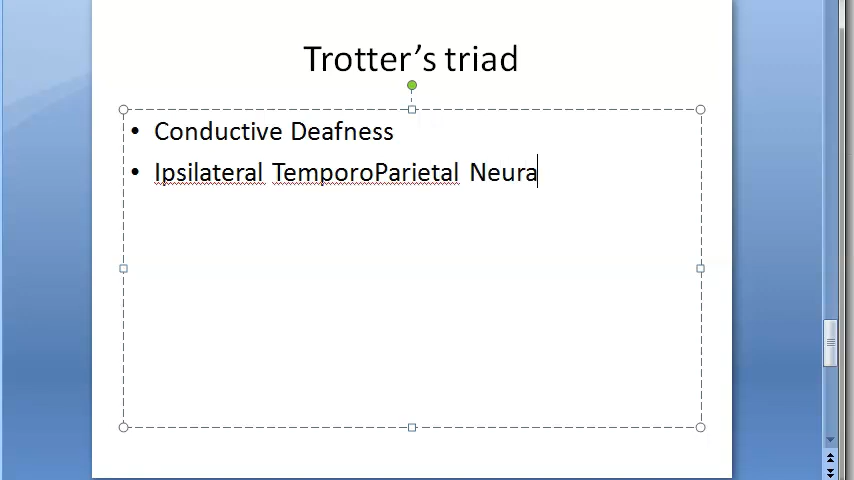 Trotter’s triad
• Conductive Deafness
• Ipsilateral TemporoParietal Neura